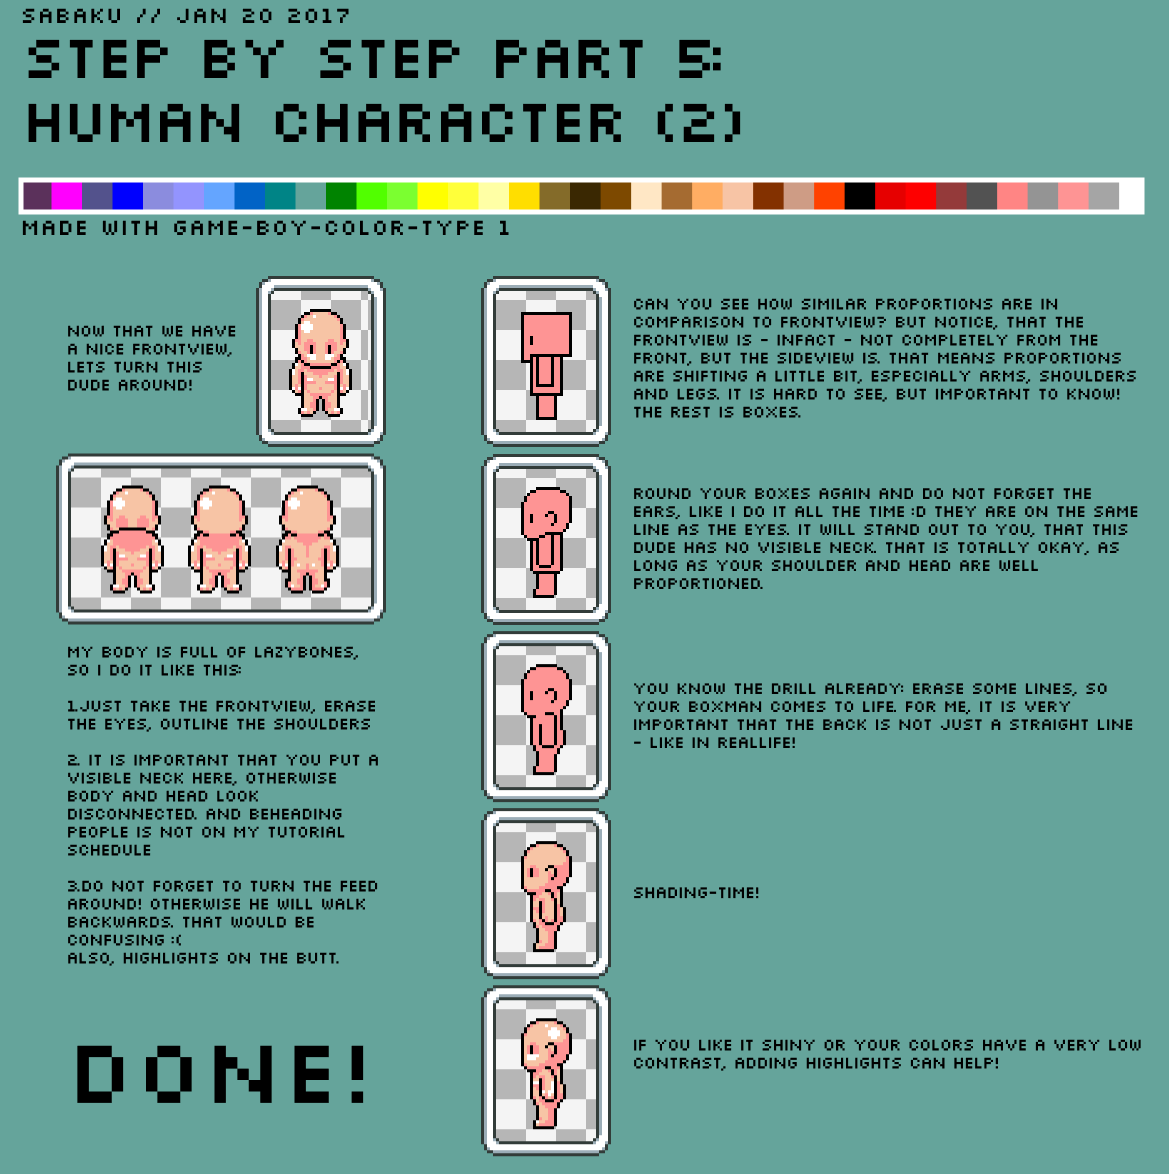 SABAKU // JAN 20 2017
STEP BY STEP PART 5:
HUMAN CHARACTER (2)
MADE WITH GAME-BOY-COLOR-TYPE 1
NOW THAT WE HAVE
A NICE FRONTVIEW,
LETS TURN THIS
DUDE AROUND!
MY BODY IS FULL OF LAZYBONES,
SO I DO IT LIKE THIS:
1.JUST TAKE THE FRONTVIEW, ERASE
THE EYES, OUTLINE THE SHOULDERS
2. IT IS IMPORTANT THAT YOU PUT A
VISIBLE NECK HERE, OTHERWISE
BODY AND HEAD LOOK
DISCONNECTED. AND BEHEADING
PEOPLE IS NOT ON MY TUTORIAL
SCHEDULE
3.DO NOT FORGET TO TURN THE FEED
AROUND! OTHERWISE HE WILL WALK
BACKWARDS. THAT WOULD BE
CONFUSING :(
ALSO, HIGHLIGHTS ON THE BUTT.
DONE!
CAN YOU SEE HOW SIMILAR PROPORTIONS ARE IN
COMPARISON TO FRONTVIEW? BUT NOTICE, THAT THE
FRONTVIEW IS - INFACT - NOT COMPLETELY FROM THE
FRONT, BUT THE SIDEVIEW IS. THAT MEANS PROPORTIONS
ARE SHIFTING A LITTLE BIT, ESPECIALLY ARMS, SHOULDERS
AND LEGS. IT IS HARD TO SEE, BUT IMPORTANT TO KNOW!
THE REST IS BOXES.
ROUND YOUR BOXES AGAIN AND DO NOT FORGET THE
EARS, LIKE I DO IT ALL THE TIME :D THEY ARE ON THE SAME
LINE AS THE EYES. IT WILL STAND OUT TO YOU, THAT THIS
DUDE HAS NO VISIBLE NECK. THAT IS TOTALLY OKAY, AS
LONG AS YOUR SHOULDER AND HEAD ARE WELL
PROPORTIONED.
YOU KNOW THE DRILL ALREADY: ERASE SOME LINES, SO
YOUR BOXMAN COMES TO LIFE. FOR ME, IT IS VERY
IMPORTANT THAT THE BACK IS NOT JUST A STRAIGHT LINE
- LIKE IN REALLIFE!
SHADING-TIME!
IF YOU LIKE IT SHINY OR YOUR COLORS HAVE A VERY LOW
CONTRAST, ADDING HIGHLIGHTS CAN HELP!